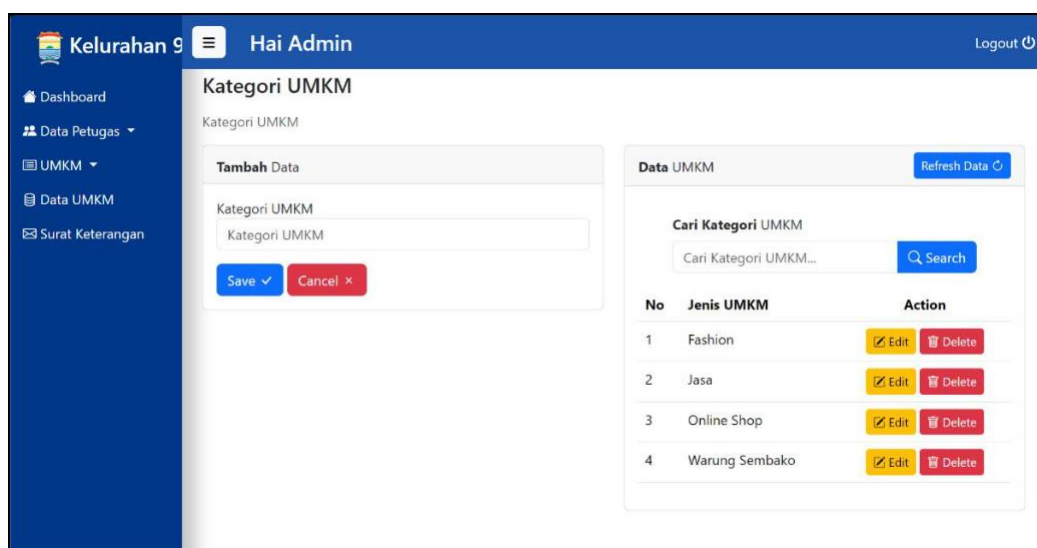 Kelurahan 9
Hai Admin
Logout
Dashboard
Data Petugas
UMKM
Data UMKM
Surat Keterangan
Kategori UMKM
Kategori UMKM
Tambah Data
Kategori UMKM
Kategori UMKM
Save
Cancel ×
Data UMKM
Refresh Data
Cari Kategori UMKM
Cari Kategori UMKM...
Search
No Jenis UMKM Action
1 Fashion Edit Delete
2 Jasa Edit Delete
3 Online Shop Edit Delete
4 Warung Sembako Edit Delete